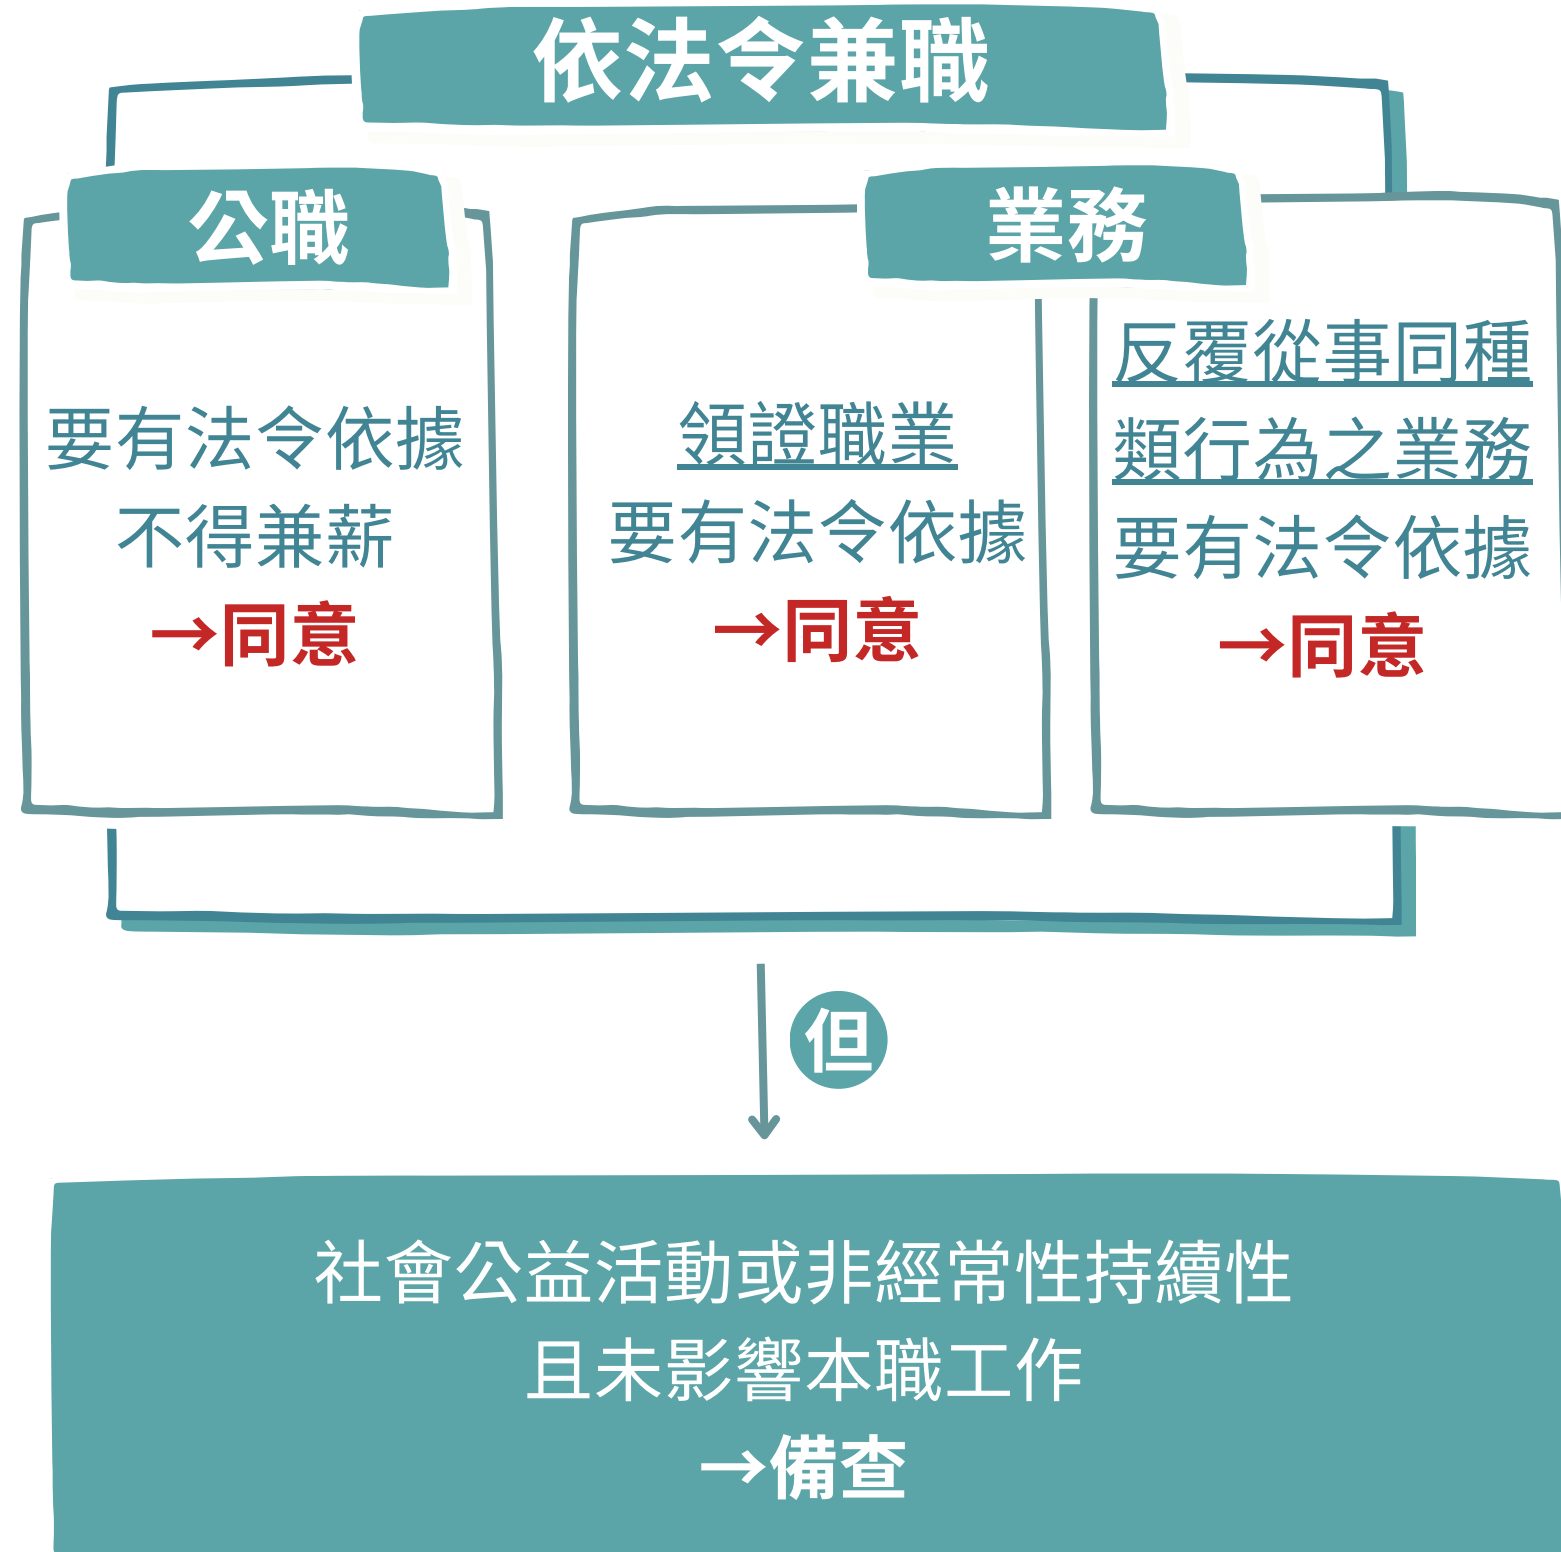 依法令兼職
公職
要有法令依據
不得兼薪
→同意
業務
領證職業
要有法令依據
→同意
反覆從事同種
類行為之業務
要有法令依據
→同意
但
社會公益活動或非經常性持續性
且未影響本職工作
→備查